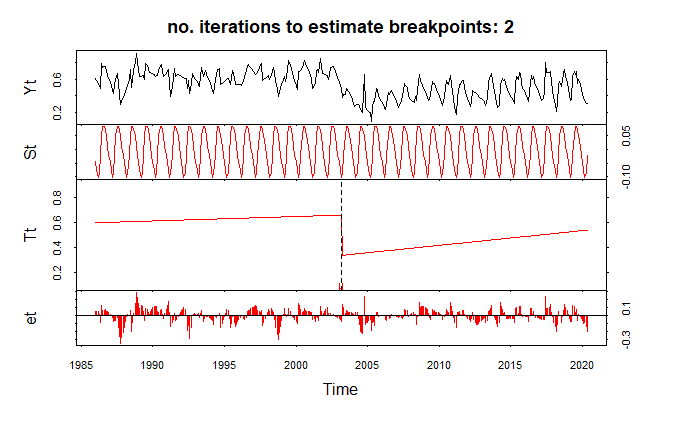 no. iterations to estimate breakpoints: 2
Yt
0.2 0.6
St
-0.10 0.05
Tt
0.2 0.4 0.6 0.8
et
-0.3 0.1
1985 1990 1995 2000 2005 2010 2015 2020
Time